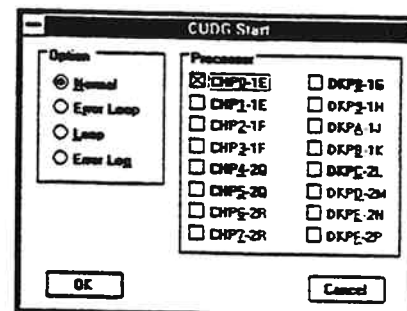 CUDG Start
Option
Normal
Error Loop
Loop
Error Log
Processor
CHP0-1E
CHP1-1E
CHP2-1F
CHP3-1F
CHP4-2Q
CHP5-2Q
CHP6-2R
CHP7-2R
DKP8-1G
DKP9-1H
DKPA-1J
DKPB-1K
DKPC-2L
DKPD-2M
DKPE-2N
DKPF-2P
OK
Cancel